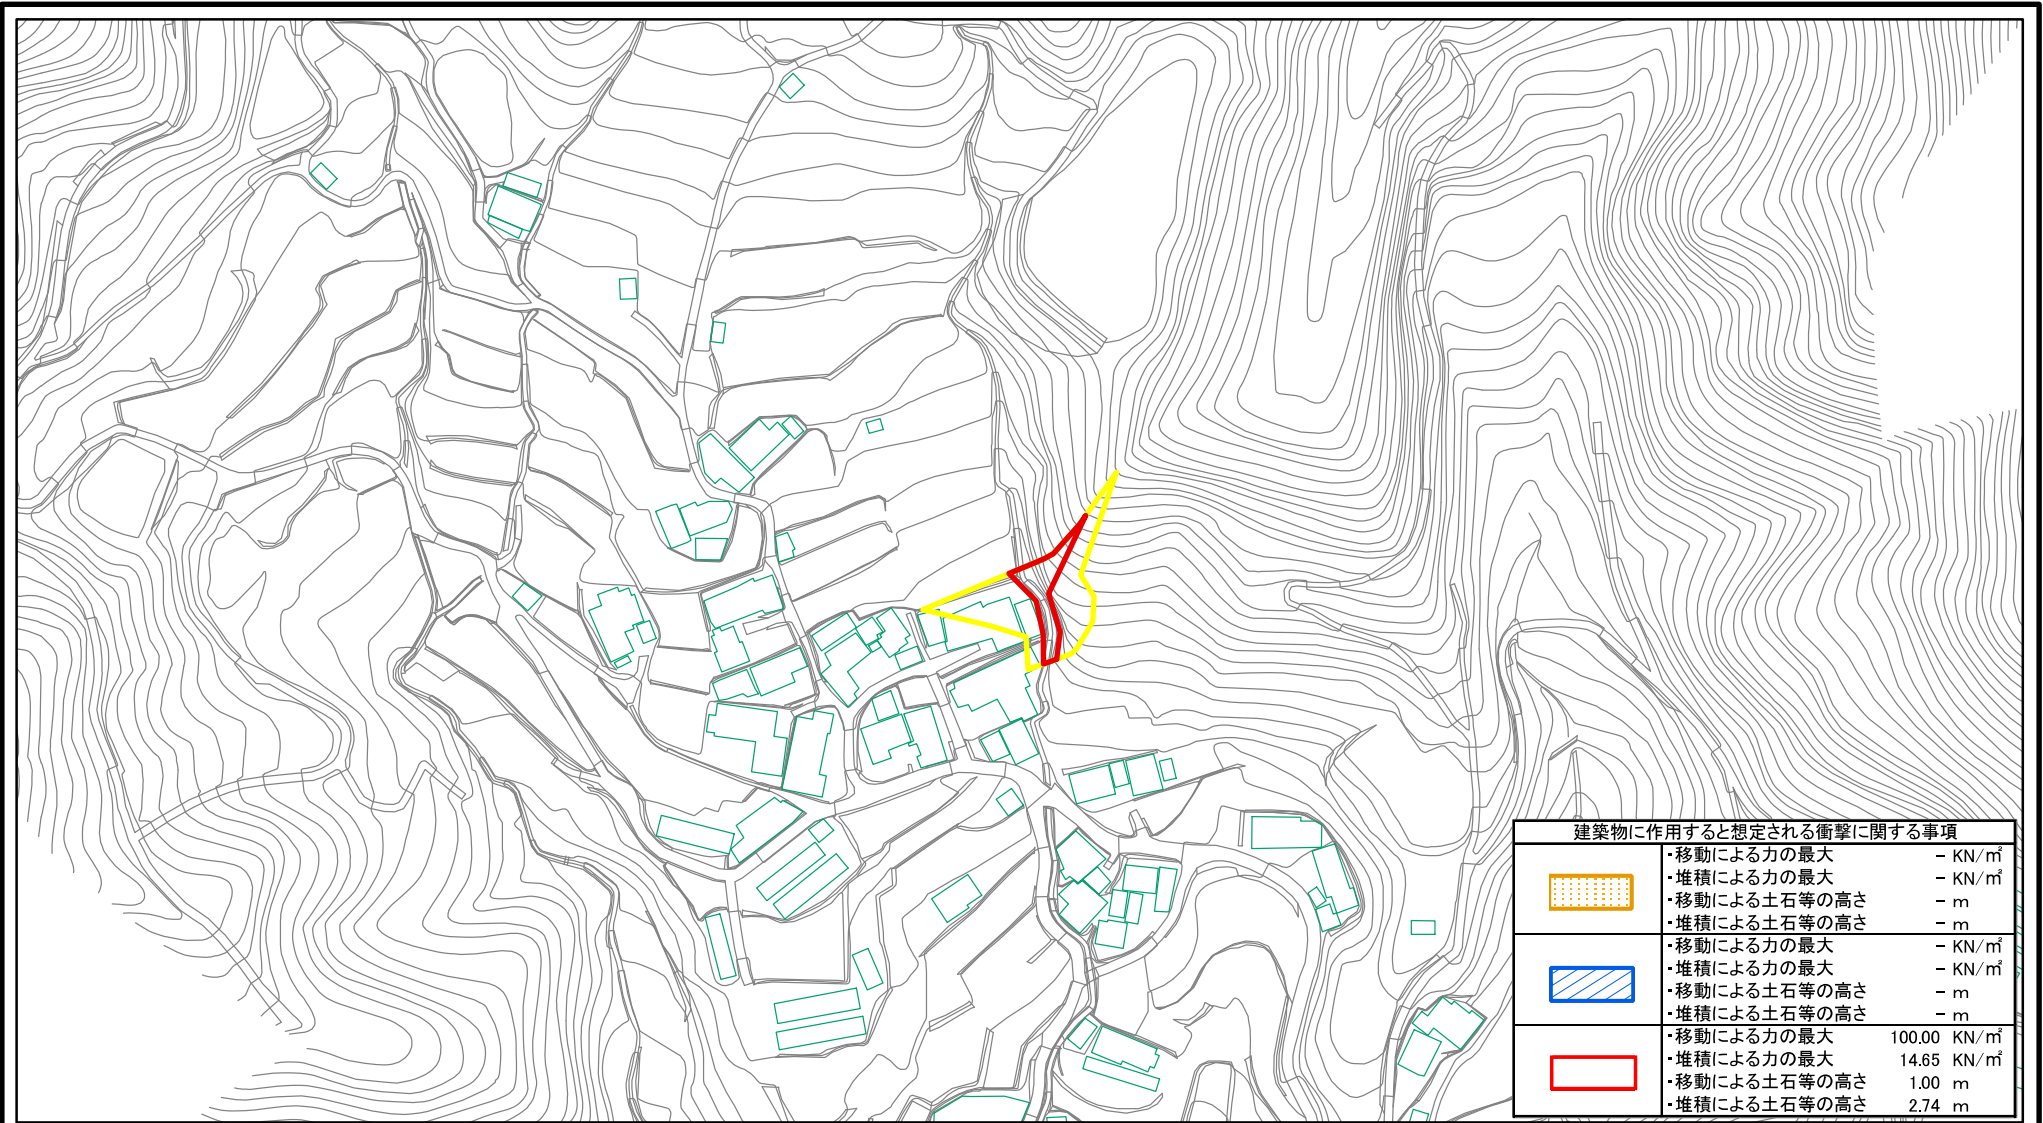 建築物に作用すると想定される衝撃に関する事項
・移動による力の最大 － KN/㎡
・堆積による力の最大 － KN/㎡
・移動による土石等の高さ － m
・堆積による土石等の高さ － m
・移動による力の最大 － KN/㎡
・堆積による力の最大 － KN/㎡
・移動による土石等の高さ － m
・堆積による土石等の高さ － m
・移動による力の最大 100.00 KN/㎡
・堆積による力の最大 14.65 KN/㎡
・移動による土石等の高さ 1.00 m
・堆積による土石等の高さ 2.74 m